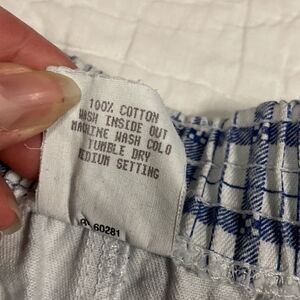 100% COTTON
WASH INSIDE OUT
MACHINE WASH COLD
TUMBLE DRY
MEDIUM SETTING
60281